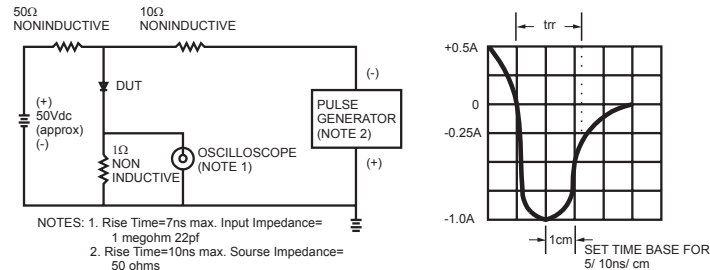 50Ω
NONINDUCTIVE
10Ω
NONINDUCTIVE
DUT
(+)
50Vdc
(approx)
(-)
1Ω
NON
INDUCTIVE
OSCILLOSCOPE
(NOTE 1)
(-)
PULSE
GENERATOR
(NOTE 2)
(+)
NOTES: 1. Rise Time=7ns max. Input Impedance=
1 megohm 22pf
2. Rise Time=10ns max. Sourse Impedance=
50 ohms
trr
+0.5A
0
-0.25A
-1.0A
1cm
SET TIME BASE FOR
5/ 10ns/ cm